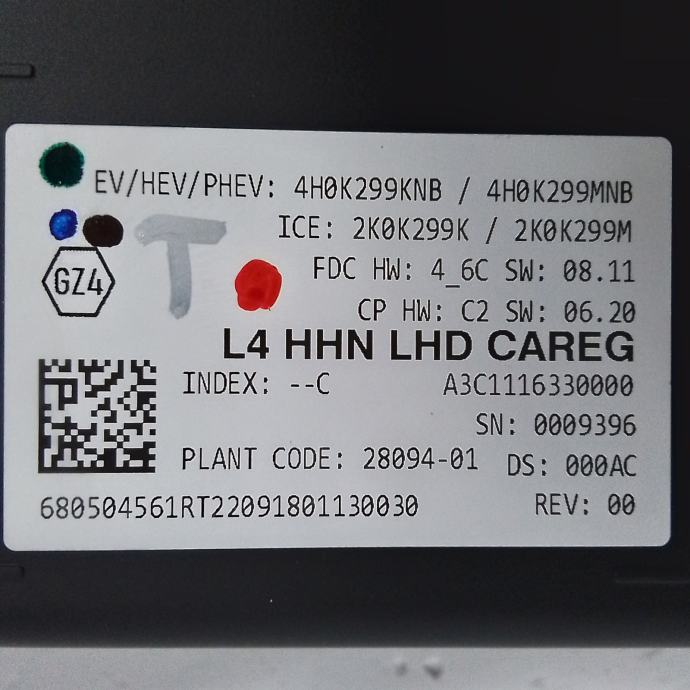 EV/HEV/PHEV: 4H0K299KNB / 4H0K299MNB
ICE: 2K0K299K / 2K0K299M
GZ4
T
FDC HW: 4_6C SW: 08.11
CP HW: C2 SW: 06.20
L4 HHN LHD CAREG
INDEX: --C A3C1116330000
SN: 0009396
PLANT CODE: 28094-01 DS: 000AC
680504561RT22091801130030 REV: 00